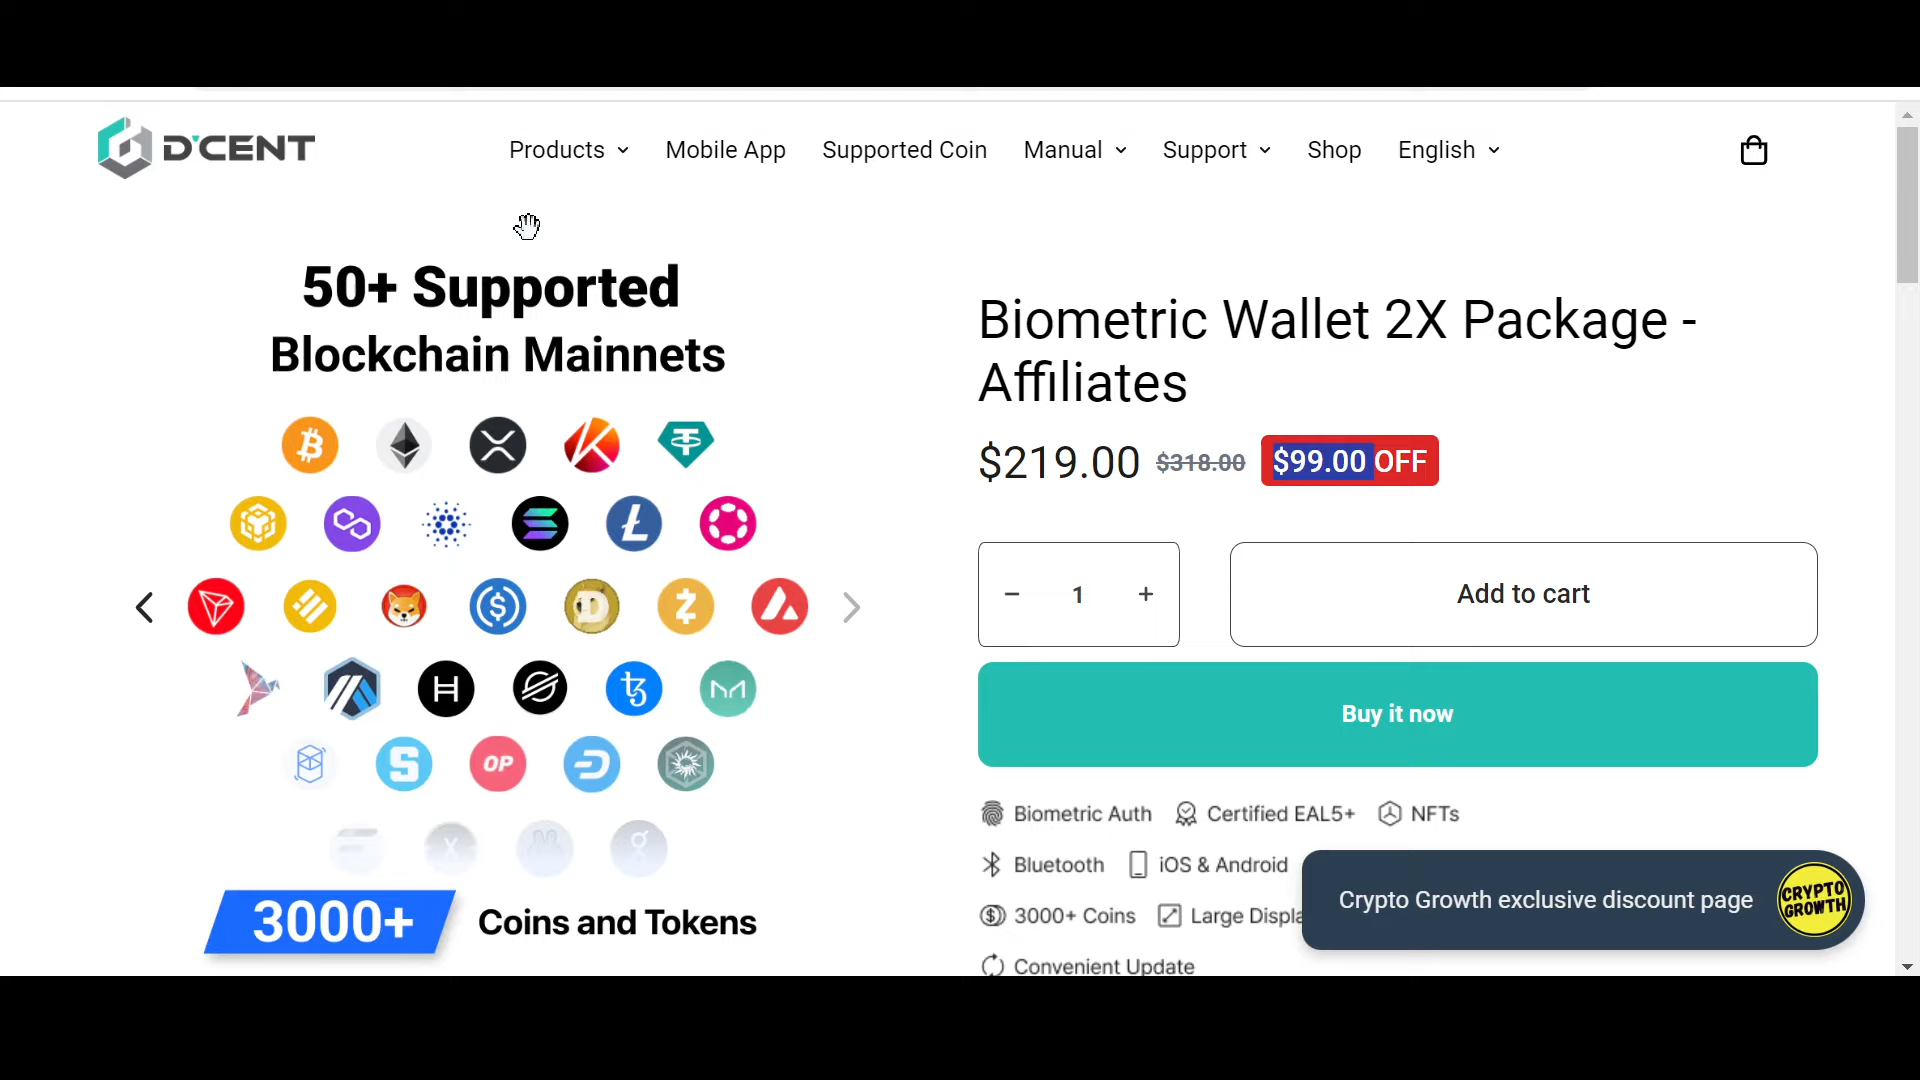 D'CENT
Products
Mobile App
Supported Coin
Manual
Support
Shop
English
50+ Supported
Blockchain Mainnets
3000+ Coins and Tokens
Biometric Wallet 2X Package -
Affiliates
$219.00 $318.00 $99.00 OFF
− 1 +
Add to cart
Buy it now
Biometric Auth Certified EAL5+ NFTs
Bluetooth iOS & Android
3000+ Coins Large Displa
Convenient Update
Crypto Growth exclusive discount page
CRYPTO
GROWTH
OP